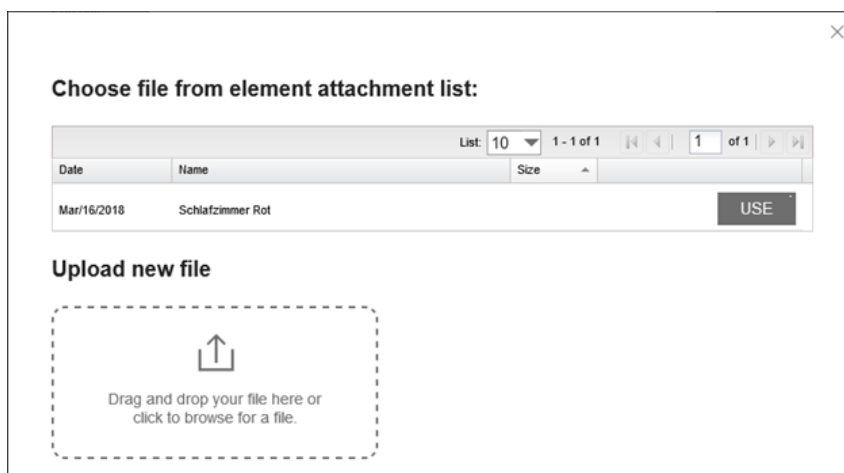 Choose file from element attachment list:
List: 10 1 - 1 of 1 1 of 1
Date Name Size
Mar/16/2018 Schlafzimmer Rot USE
Upload new file
Drag and drop your file here or
click to browse for a file.